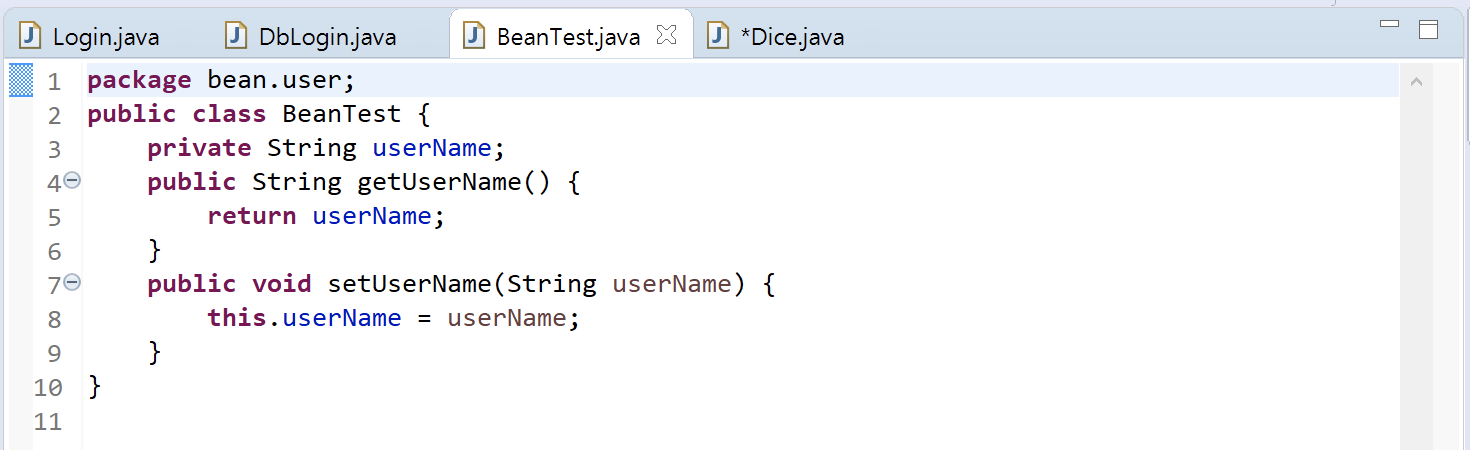 Login.java DbLogin.java BeanTest.java *Dice.java
1 package bean.user;
2 public class BeanTest {
3     private String userName;
4     public String getUserName() {
5         return userName;
6     }
7     public void setUserName(String userName) {
8         this.userName = userName;
9     }
10 }
11